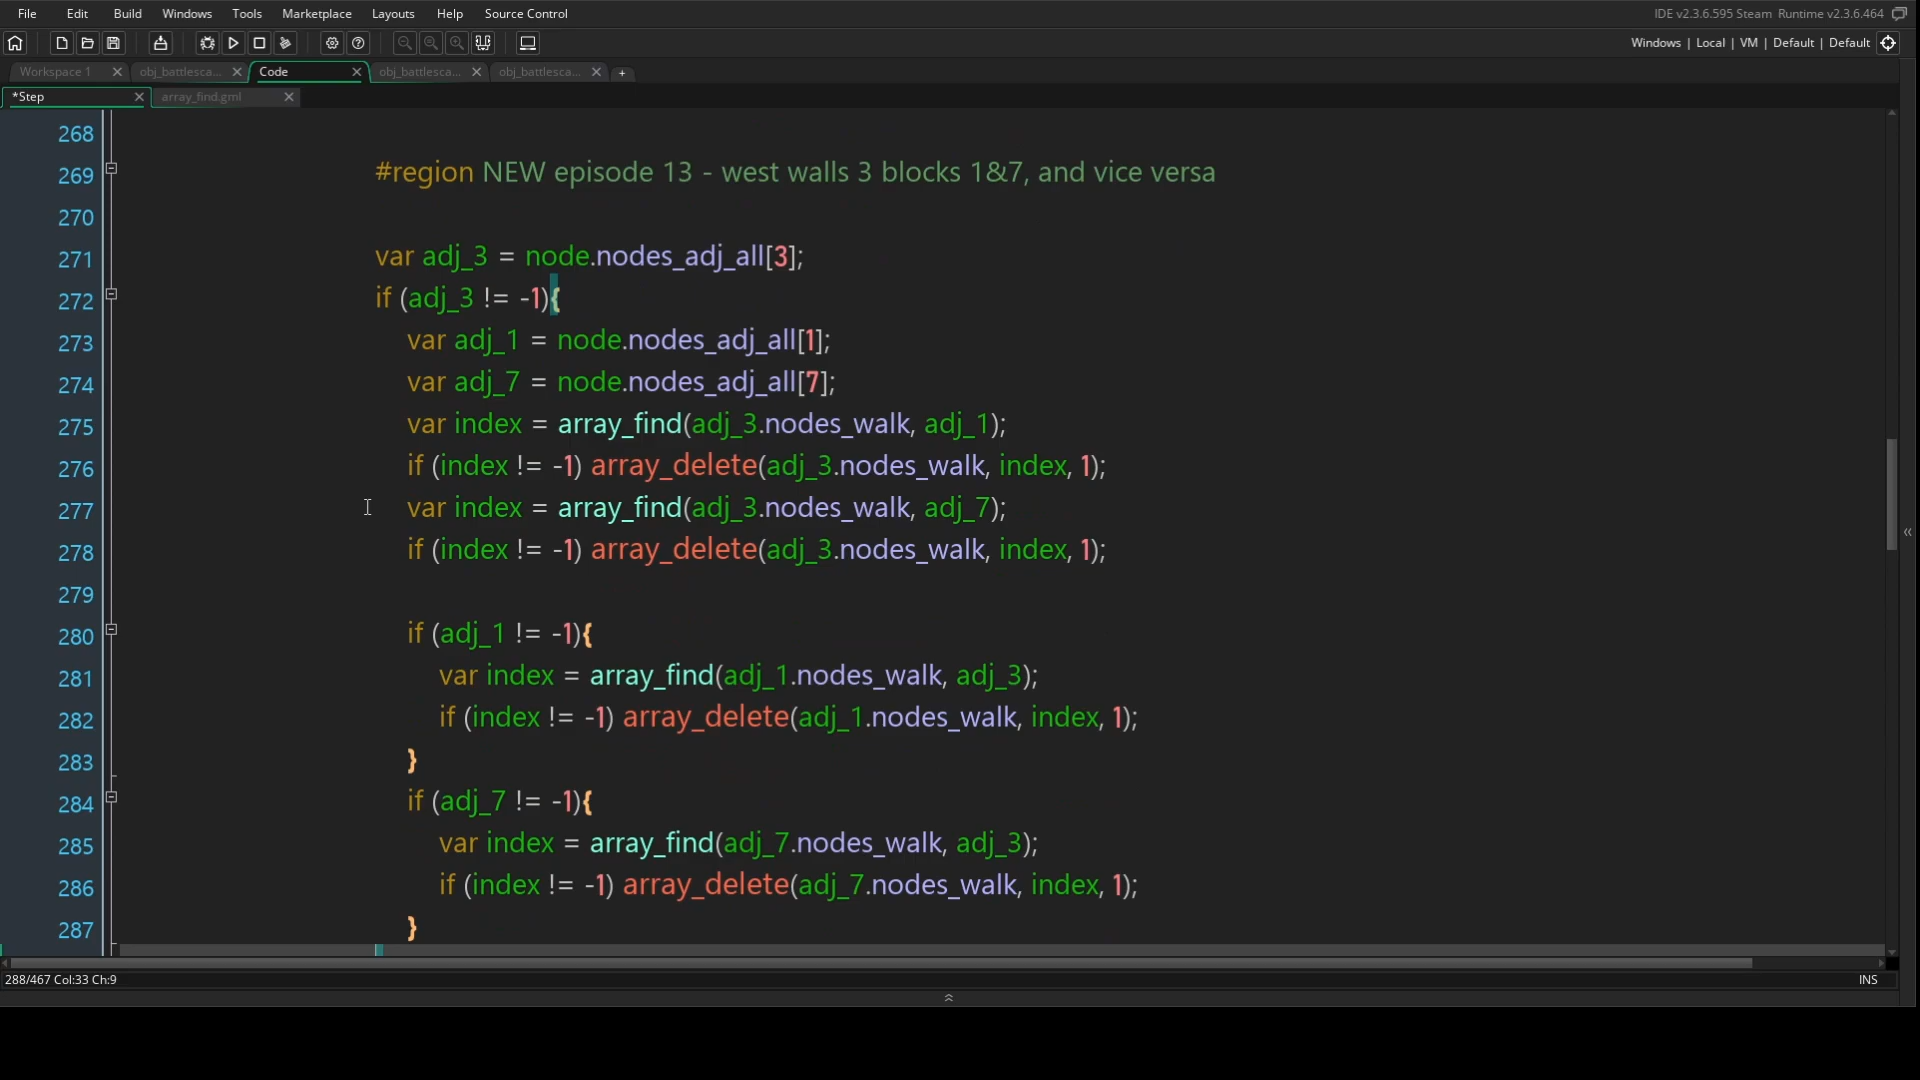 File Edit Build Windows Tools Marketplace Layouts Help Source Control IDE v2.3.6.595 Steam Runtime v2.3.6.464
Windows | Local | VM | Default | Default
Workspace 1 obj_battlesca... Code obj_battlesca... obj_battlesca... +
*Step array_find.gml
268
269 #region NEW episode 13 - west walls 3 blocks 1&7, and vice versa
270
271 var adj_3 = node.nodes_adj_all[3];
272 if (adj_3 != -1){
273 var adj_1 = node.nodes_adj_all[1];
274 var adj_7 = node.nodes_adj_all[7];
275 var index = array_find(adj_3.nodes_walk, adj_1);
276 if (index != -1) array_delete(adj_3.nodes_walk, index, 1);
277 var index = array_find(adj_3.nodes_walk, adj_7);
278 if (index != -1) array_delete(adj_3.nodes_walk, index, 1);
279
280 if (adj_1 != -1){
281 var index = array_find(adj_1.nodes_walk, adj_3);
282 if (index != -1) array_delete(adj_1.nodes_walk, index, 1);
283 }
284 if (adj_7 != -1){
285 var index = array_find(adj_7.nodes_walk, adj_3);
286 if (index != -1) array_delete(adj_7.nodes_walk, index, 1);
287 }
288/467 Col:33 Ch:9 INS